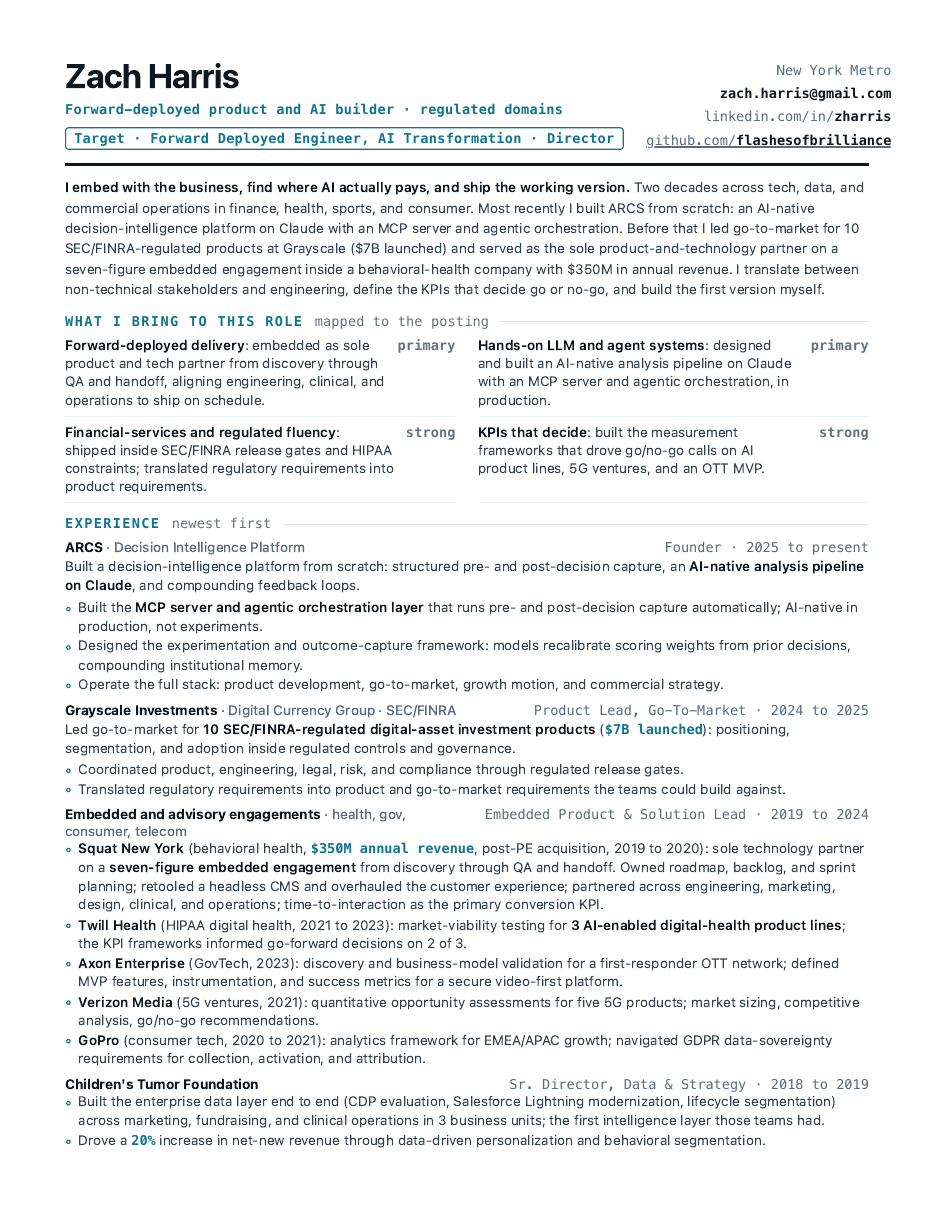 Zach Harris
Forward-deployed product and AI builder · regulated domains
Target · Forward Deployed Engineer, AI Transformation · Director
New York Metro
zach.harris@gmail.com
linkedin.com/in/zharris
github.com/flashesofbrilliance
I embed with the business, find where AI actually pays, and ship the working version. Two decades across tech, data, and
commercial operations in finance, health, sports, and consumer. Most recently I built ARCS from scratch: an AI-native
decision-intelligence platform on Claude with an MCP server and agentic orchestration. Before that I led go-to-market for 10
SEC/FINRA-regulated products at Grayscale ($7B launched) and served as the sole product-and-technology partner on a
seven-figure embedded engagement inside a behavioral-health company with $350M in annual revenue. I translate between
non-technical stakeholders and engineering, define the KPIs that decide go or no-go, and build the first version myself.
WHAT I BRING TO THIS ROLE mapped to the posting
Forward-deployed delivery: embedded as sole primary
product and tech partner from discovery through
QA and handoff, aligning engineering, clinical, and
operations to ship on schedule.
Hands-on LLM and agent systems: designed primary
and built an AI-native analysis pipeline on Claude
with an MCP server and agentic orchestration, in
production.
Financial-services and regulated fluency: strong
shipped inside SEC/FINRA release gates and HIPAA
constraints; translated regulatory requirements into
product requirements.
KPIs that decide: built the measurement strong
frameworks that drove go/no-go calls on AI
product lines, 5G ventures, and an OTT MVP.
EXPERIENCE newest first
ARCS · Decision Intelligence Platform Founder · 2025 to present
Built a decision-intelligence platform from scratch: structured pre- and post-decision capture, an AI-native analysis pipeline
on Claude, and compounding feedback loops.
Built the MCP server and agentic orchestration layer that runs pre- and post-decision capture automatically; AI-native in
production, not experiments.
Designed the experimentation and outcome-capture framework: models recalibrate scoring weights from prior decisions,
compounding institutional memory.
Operate the full stack: product development, go-to-market, growth motion, and commercial strategy.
Grayscale Investments · Digital Currency Group · SEC/FINRA Product Lead, Go-To-Market · 2024 to 2025
Led go-to-market for 10 SEC/FINRA-regulated digital-asset investment products ($7B launched): positioning,
segmentation, and adoption inside regulated controls and governance.
Coordinated product, engineering, legal, risk, and compliance through regulated release gates.
Translated regulatory requirements into product and go-to-market requirements the teams could build against.
Embedded and advisory engagements · health, gov, Embedded Product & Solution Lead · 2019 to 2024
consumer, telecom
Squat New York (behavioral health, $350M annual revenue, post-PE acquisition, 2019 to 2020): sole technology partner
on a seven-figure embedded engagement from discovery through QA and handoff. Owned roadmap, backlog, and sprint
planning; retooled a headless CMS and overhauled the customer experience; partnered across engineering, marketing,
design, clinical, and operations; time-to-interaction as the primary conversion KPI.
Twill Health (HIPAA digital health, 2021 to 2023): market-viability testing for 3 AI-enabled digital-health product lines;
the KPI frameworks informed go-forward decisions on 2 of 3.
Axon Enterprise (GovTech, 2023): discovery and business-model validation for a first-responder OTT network; defined
MVP features, instrumentation, and success metrics for a secure video-first platform.
Verizon Media (5G ventures, 2021): quantitative opportunity assessments for five 5G products; market sizing, competitive
analysis, go/no-go recommendations.
GoPro (consumer tech, 2020 to 2021): analytics framework for EMEA/APAC growth; navigated GDPR data-sovereignty
requirements for collection, activation, and attribution.
Children's Tumor Foundation Sr. Director, Data & Strategy · 2018 to 2019
Built the enterprise data layer end to end (CDP evaluation, Salesforce Lightning modernization, lifecycle segmentation)
across marketing, fundraising, and clinical operations in 3 business units; the first intelligence layer those teams had.
Drove a 20% increase in net-new revenue through data-driven personalization and behavioral segmentation.